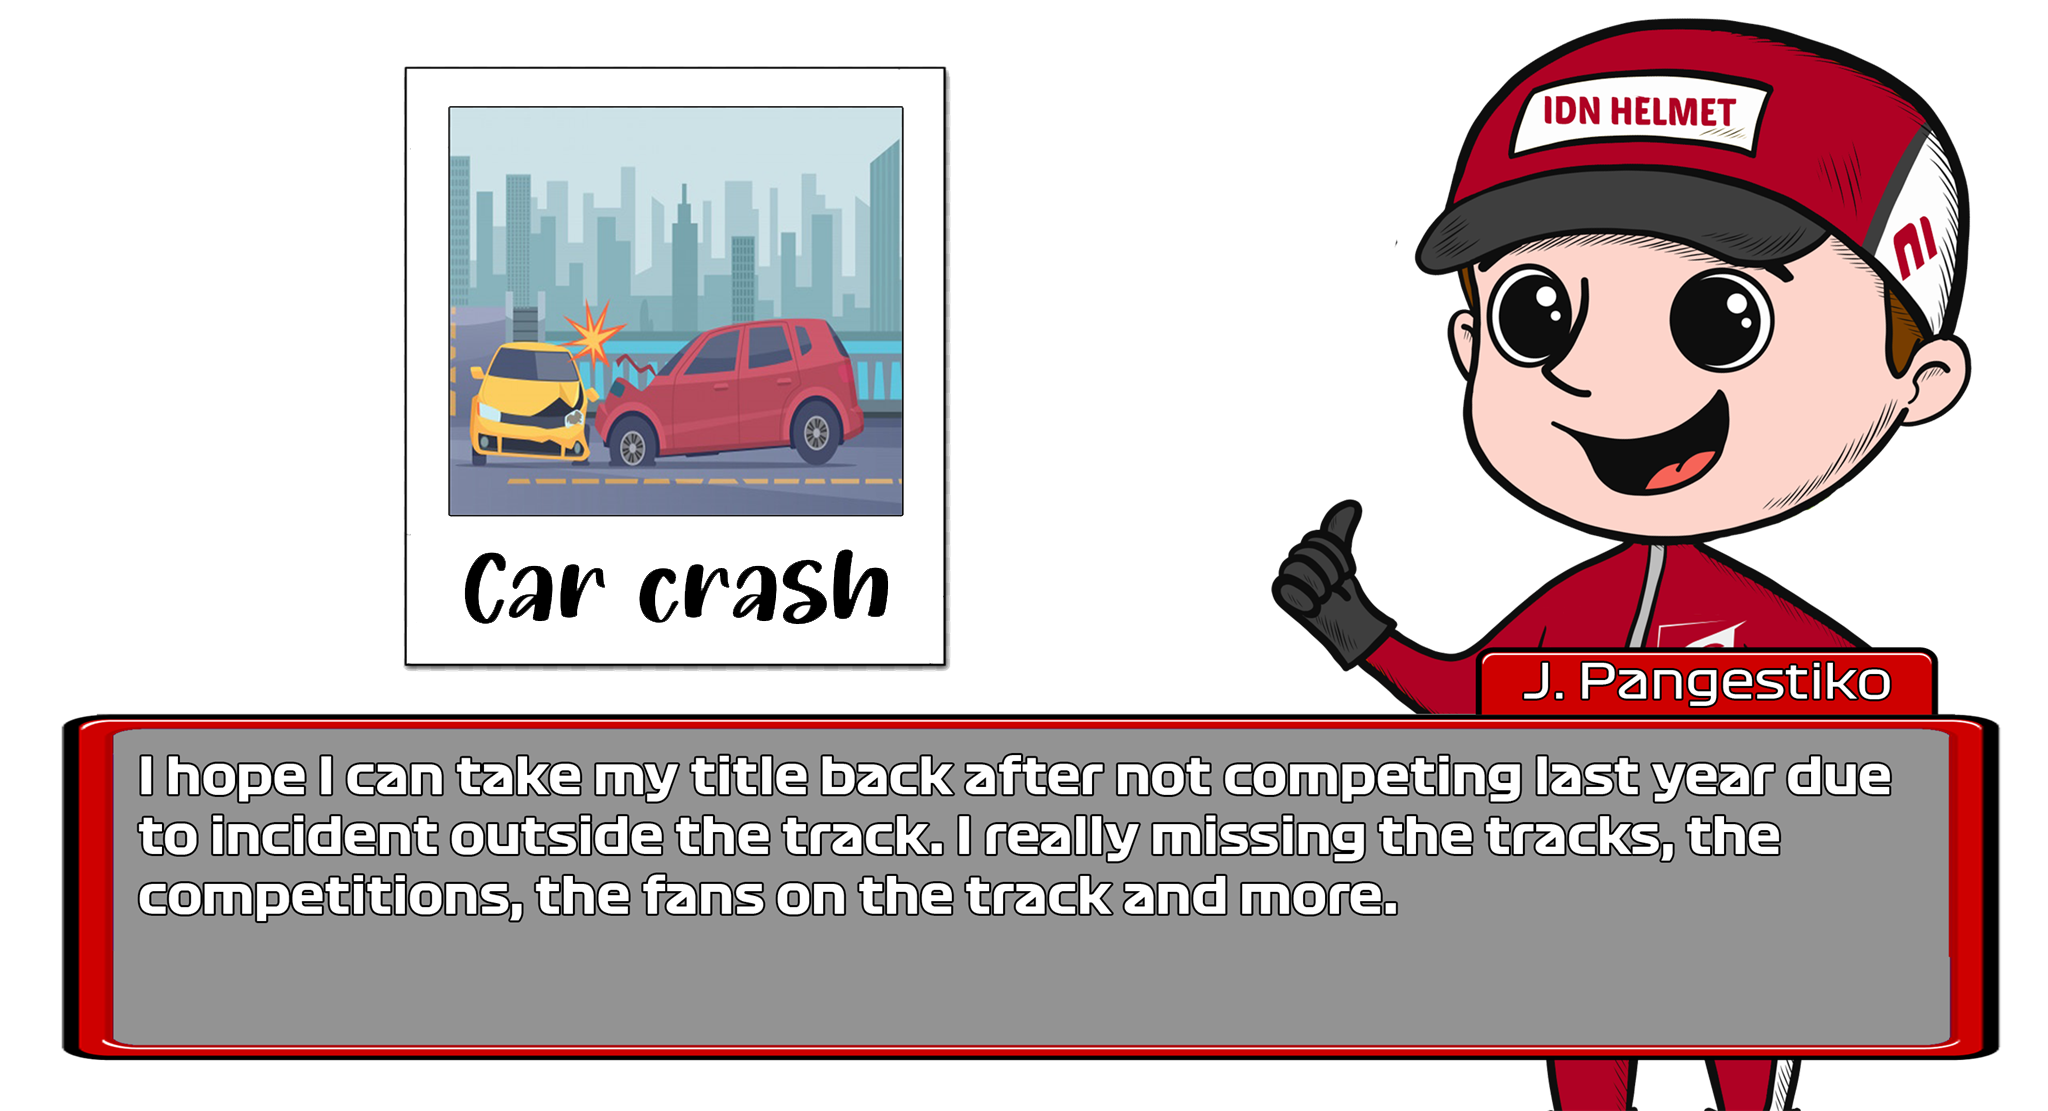 IDN HELMET
Car crash
J. Pangestiko
I hope I can take my title back after not competing last year due
to incident outside the track. I really missing the tracks, the
competitions, the fans on the track and more.